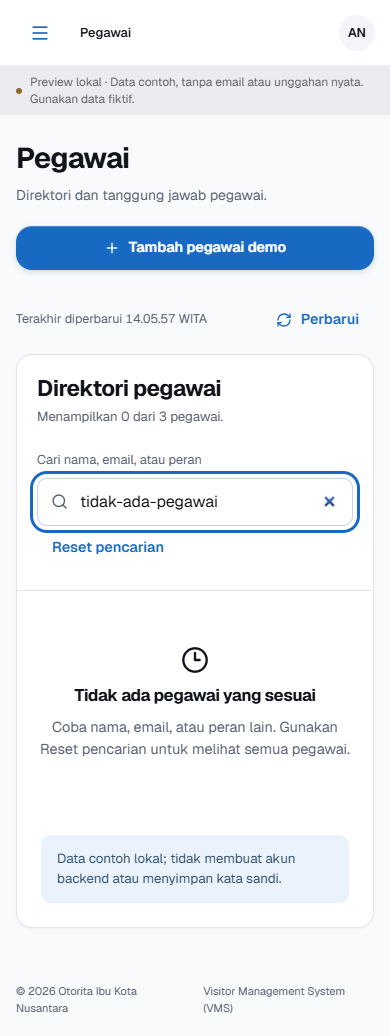 Pegawai
AN
Preview lokal · Data contoh, tanpa email atau unggahan nyata.
Gunakan data fiktif.
Pegawai
Direktori dan tanggung jawab pegawai.
Tambah pegawai demo
Terakhir diperbarui 14.05.57 WITA
Perbarui
Direktori pegawai
Menampilkan 0 dari 3 pegawai.
Cari nama, email, atau peran
tidak-ada-pegawai
Reset pencarian
Tidak ada pegawai yang sesuai
Coba nama, email, atau peran lain. Gunakan
Reset pencarian untuk melihat semua pegawai.
Data contoh lokal; tidak membuat akun
backend atau menyimpan kata sandi.
© 2026 Otorita Ibu Kota
Nusantara
Visitor Management System
(VMS)